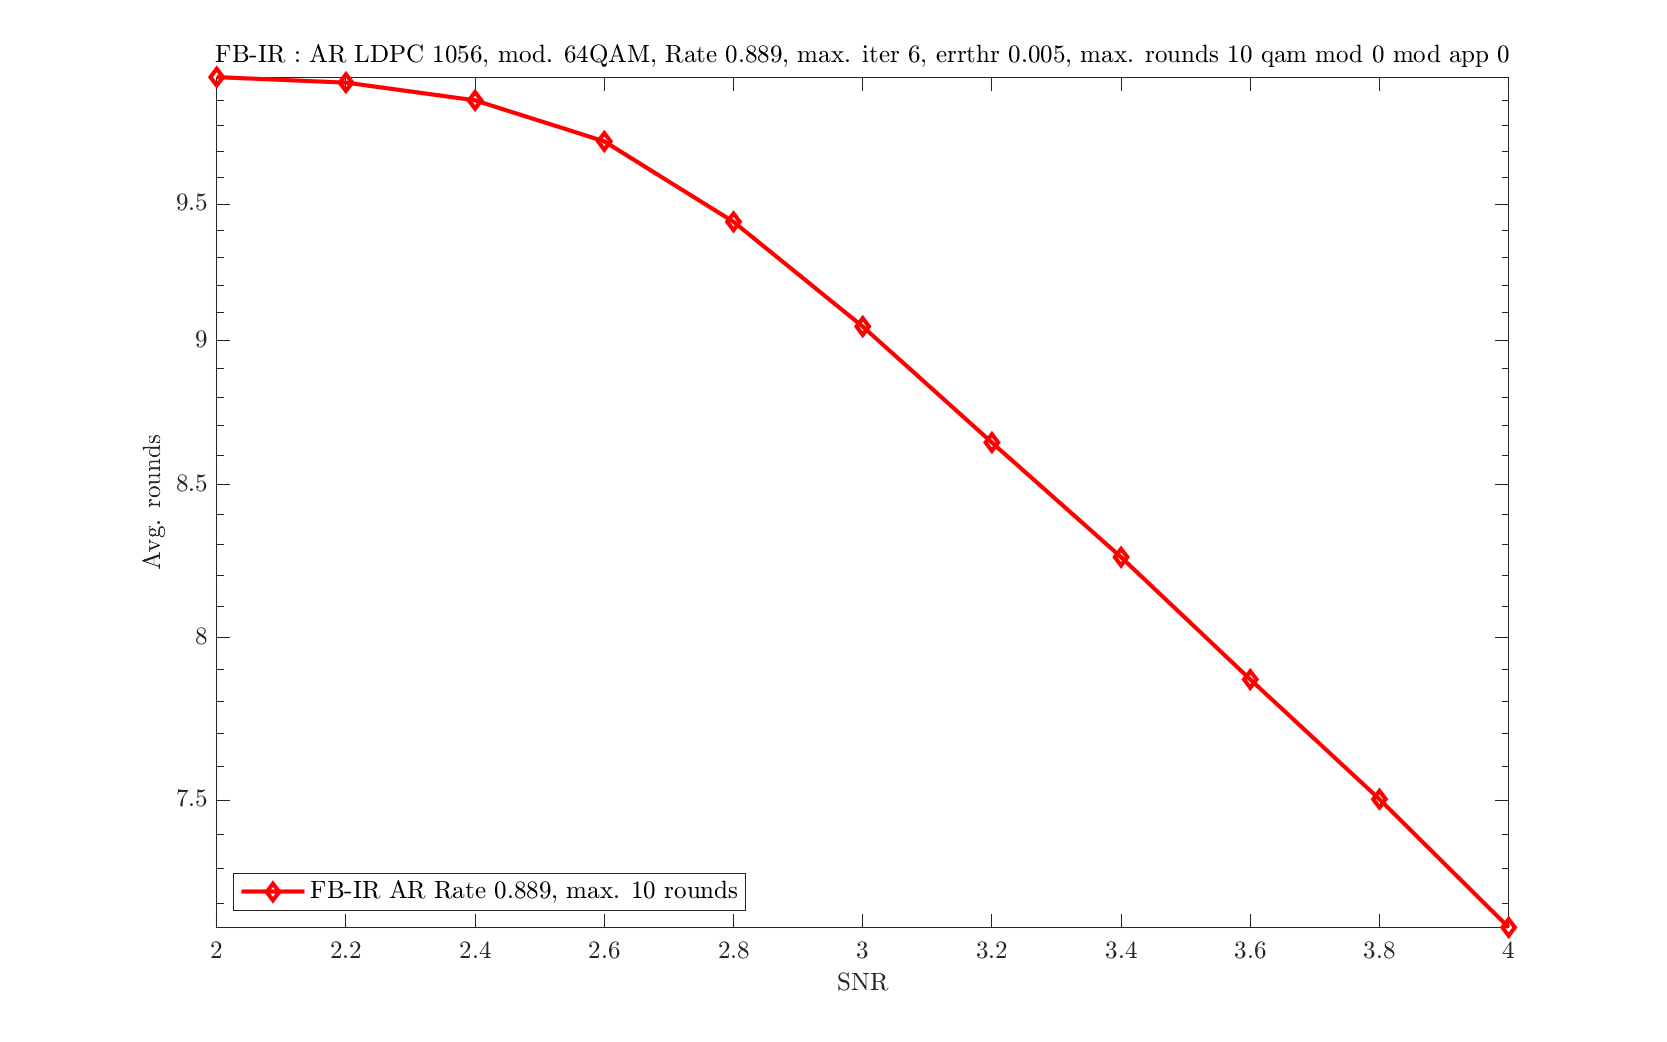 FB-IR : AR LDPC 1056, mod. 64QAM, Rate 0.889, max. iter 6, errthr 0.005, max. rounds 10 qam mod 0 mod app 0
9.5
9
8.5
8
7.5
Avg. rounds
FB-IR AR Rate 0.889, max. 10 rounds
2 2.2 2.4 2.6 2.8 3 3.2 3.4 3.6 3.8 4
SNR